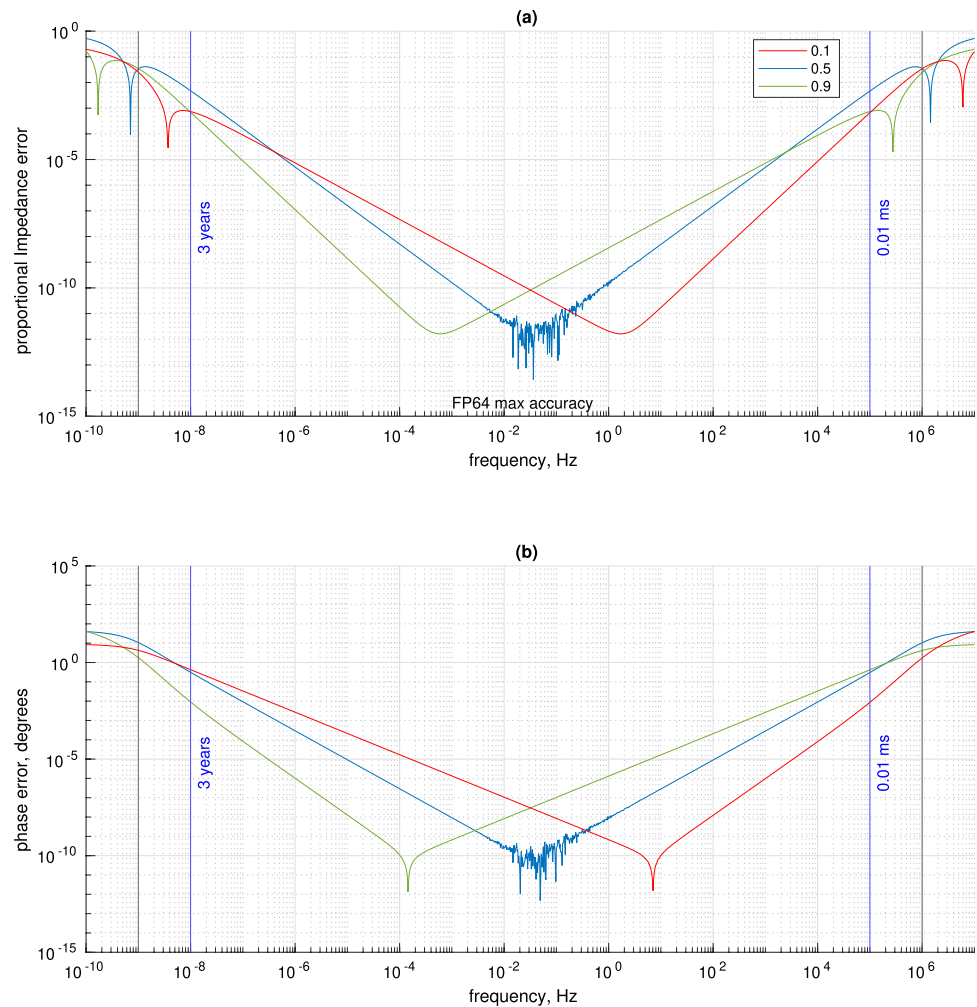 (a)
proportional Impedance error
10^0
10^-5
10^-10
10^-15
0.1
0.5
0.9
3 years
0.01 ms
FP64 max accuracy
10^-10 10^-8 10^-6 10^-4 10^-2 10^0 10^2 10^4 10^6
frequency, Hz
(b)
phase error, degrees
10^5
10^0
10^-5
10^-10
10^-15
3 years
0.01 ms
10^-10 10^-8 10^-6 10^-4 10^-2 10^0 10^2 10^4 10^6
frequency, Hz